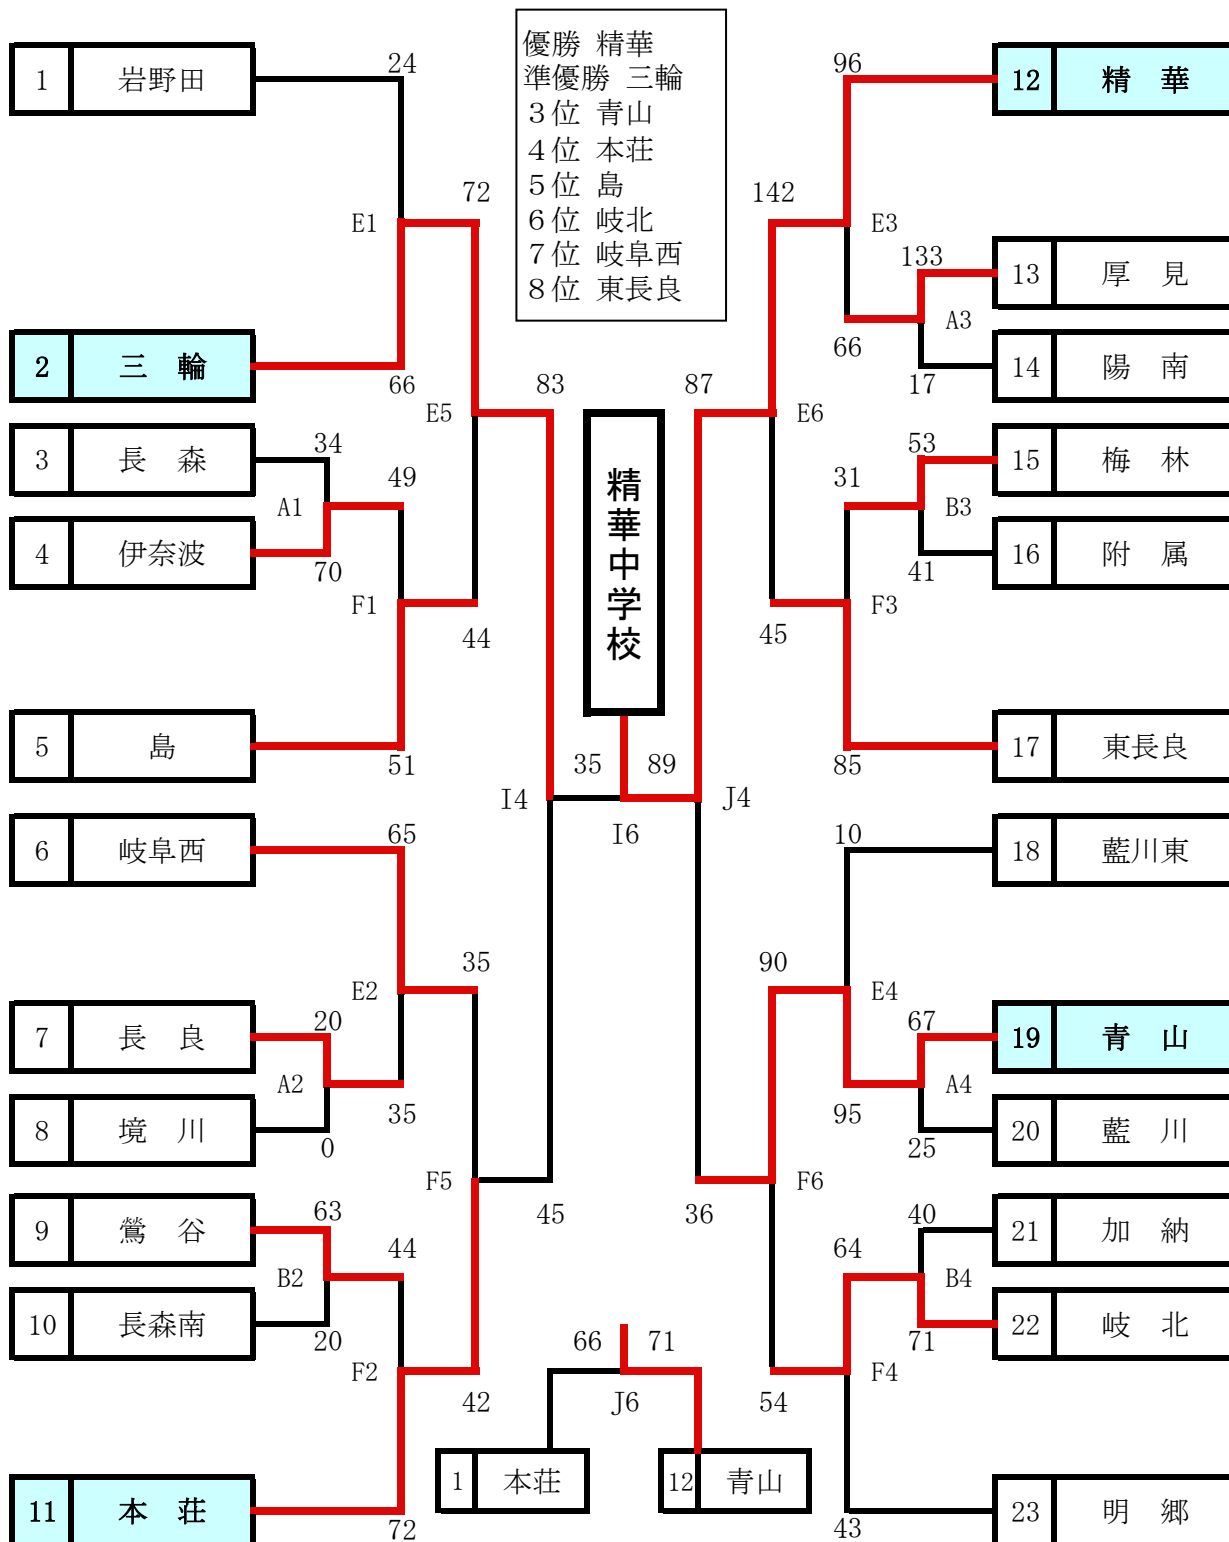 優勝 精華
準優勝 三輪
３位 青山
４位 本荘
５位 島
６位 岐北
７位 岐阜西
８位 東長良
1 岩野田
24
72
E1
2 三 輪
66
83
E5
3 長 森
34
49
A1
4 伊奈波
70
F1
44
5 島
51
6 岐阜西
65
35
E2
7 長 良
20
A2
35
8 境 川
0
F5
45
9 鶯 谷
63
44
B2
10 長森南
20
F2
42
11 本 荘
72
精華中学校
35
89
I4
I6
J4
66
71
J6
1 本荘
12 青山
96
12 精 華
142
E3
133
13 厚 見
A3
66
14 陽 南
17
87
E6
53
15 梅 林
31
B3
16 附 属
41
F3
45
17 東長良
85
10
18 藍川東
90
E4
67
19 青 山
A4
95
20 藍 川
25
F6
36
40
21 加 納
64
B4
22 岐 北
71
F4
54
23 明 郷
43